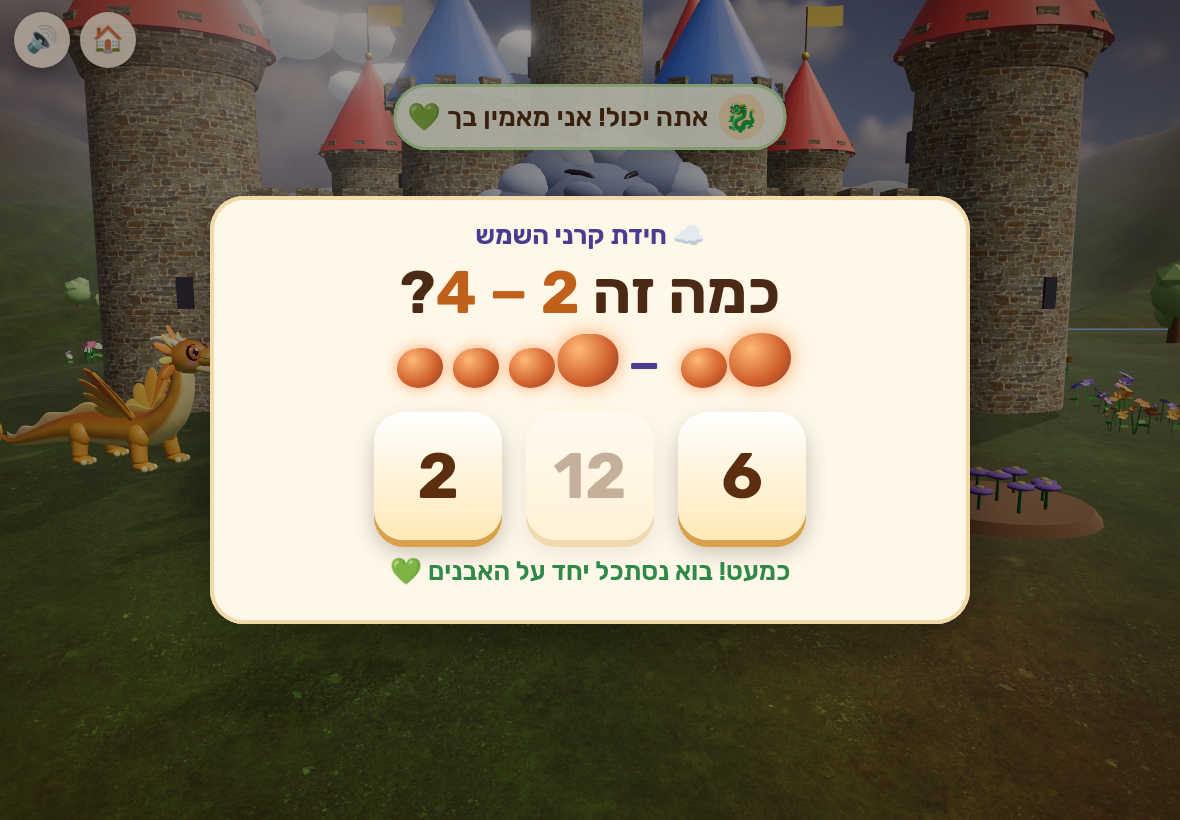 🐉 אתה יכול! אני מאמין בך 💚
☁️ חידת קרני השמש
כמה זה 4 – 2?
–
2 12 6
כמעט! בוא נסתכל יחד על האבנים 💚